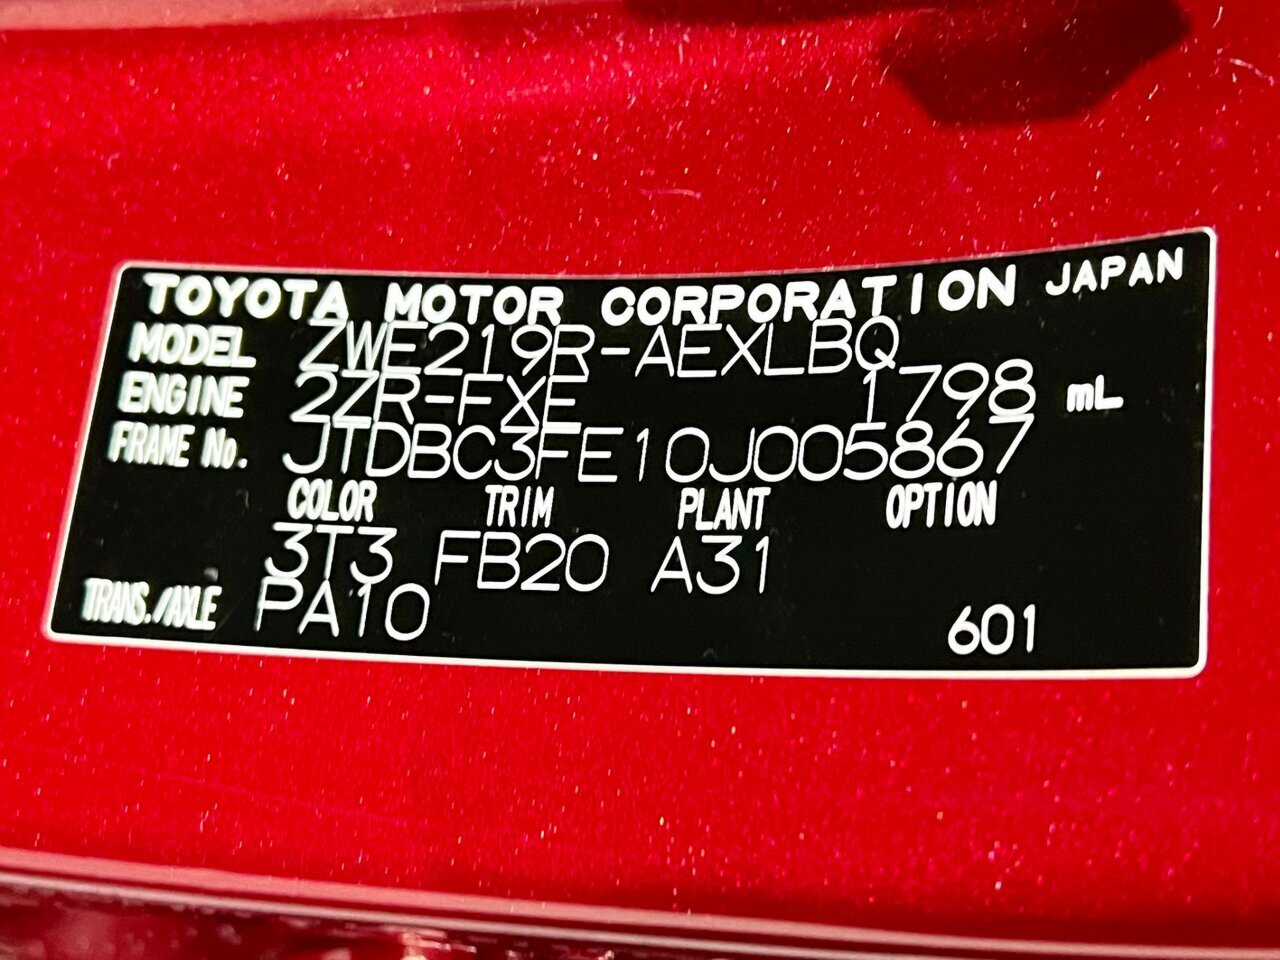 TOYOTA MOTOR CORPORATION JAPAN
MODEL ZWE219R-AEXLBQ
ENGINE 2ZR-FXE 1798 mL
FRAME No. JTDBC3FE10J005867
COLOR TRIM PLANT OPTION
3T3 FB20 A31
TRANS./AXLE PA10
601